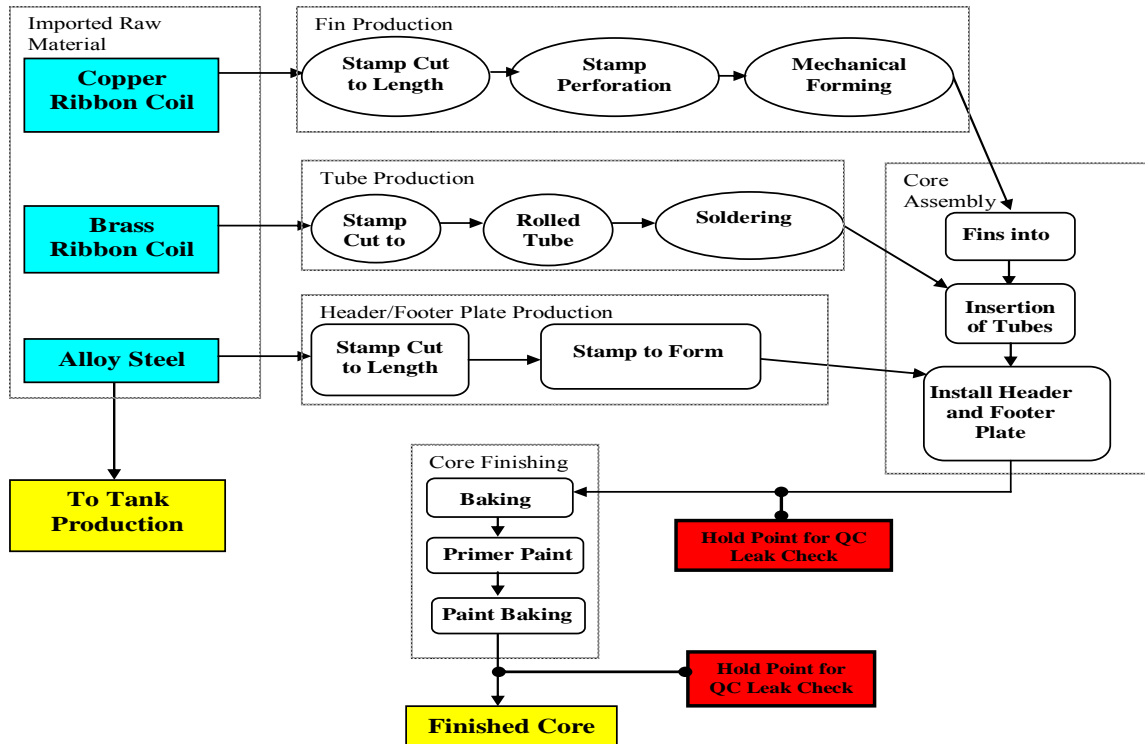 Imported Raw
Material
Copper
Ribbon Coil
Brass
Ribbon Coil
Alloy Steel
To Tank
Production
Fin Production
Stamp Cut
to Length
Stamp
Perforation
Mechanical
Forming
Tube Production
Stamp
Cut to
Rolled
Tube
Soldering
Header/Footer Plate Production
Stamp Cut
to Length
Stamp to Form
Core
Assembly
Fins into
Insertion
of Tubes
Install Header
and Footer
Plate
Core Finishing
Baking
Primer Paint
Paint Baking
Hold Point for QC
Leak Check
Hold Point for
QC Leak Check
Finished Core